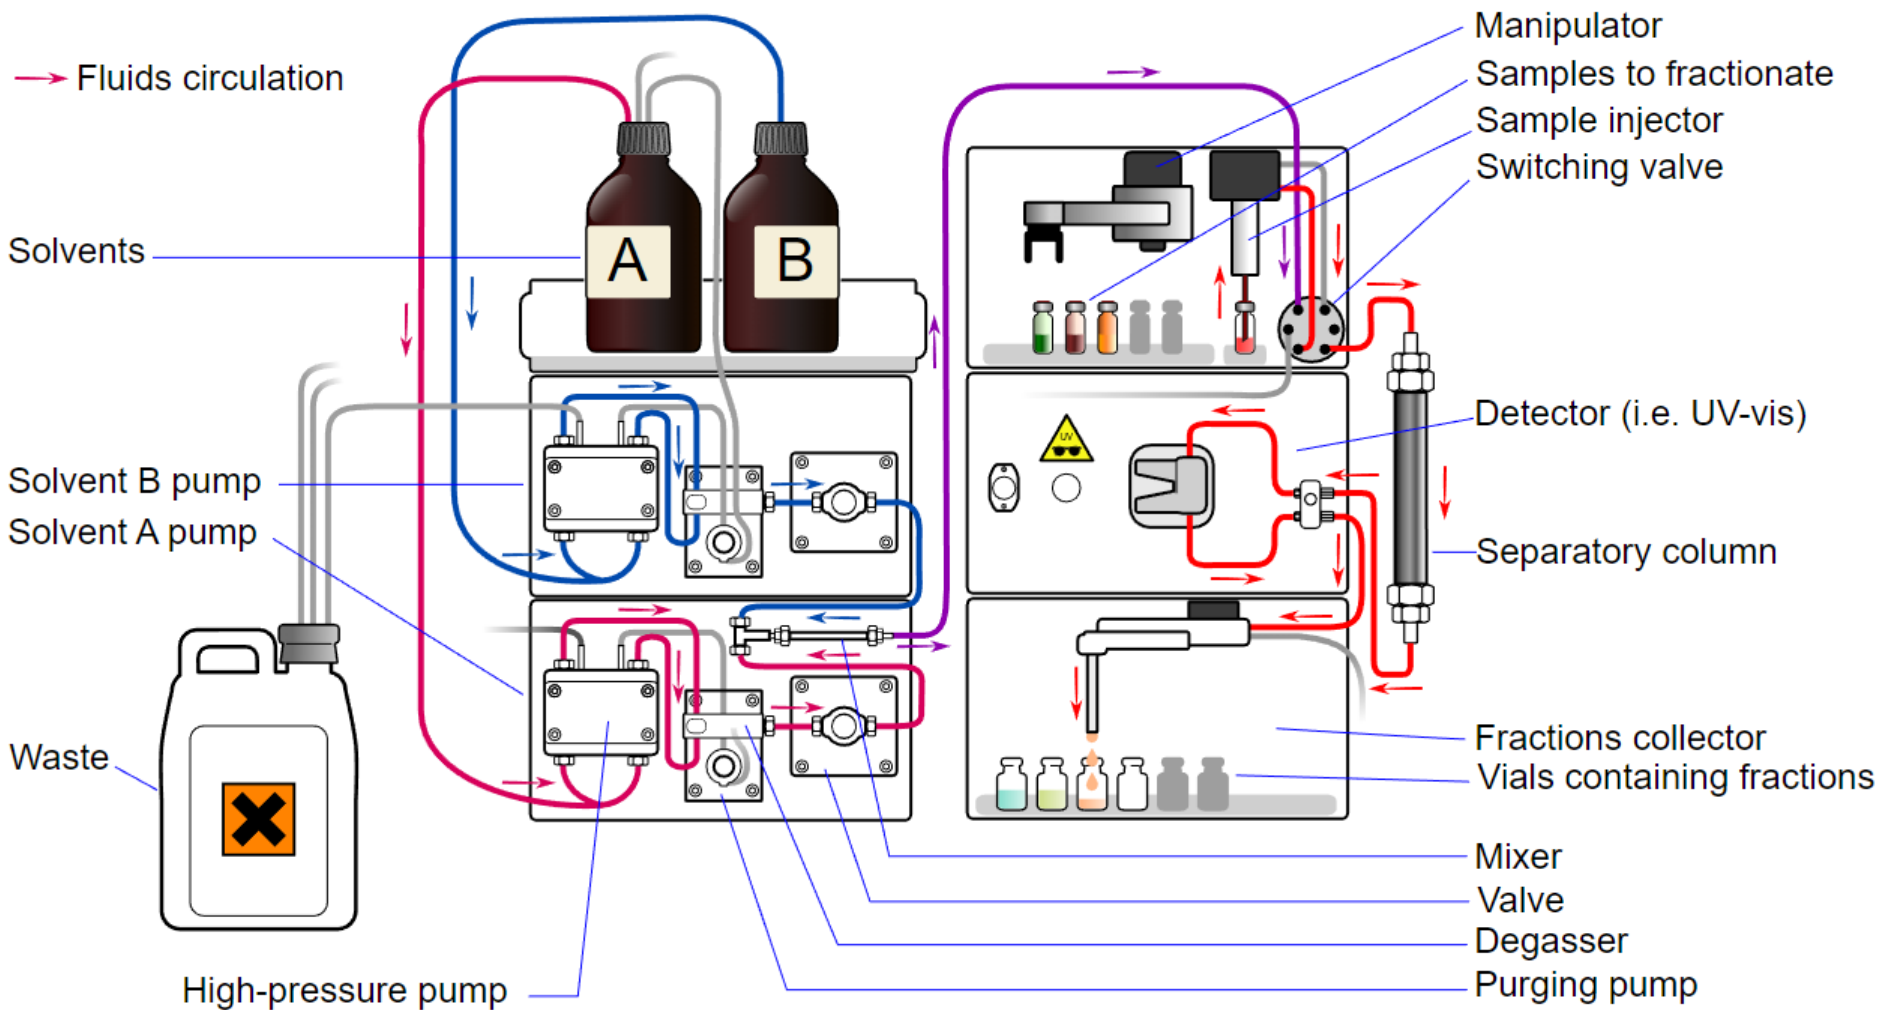 Fluids circulation
Solvents
A
B
Solvent B pump
Solvent A pump
Waste
High-pressure pump
Manipulator
Samples to fractionate
Sample injector
Switching valve
UV
Detector (i.e. UV-vis)
Separatory column
Fractions collector
Vials containing fractions
Mixer
Valve
Degasser
Purging pump